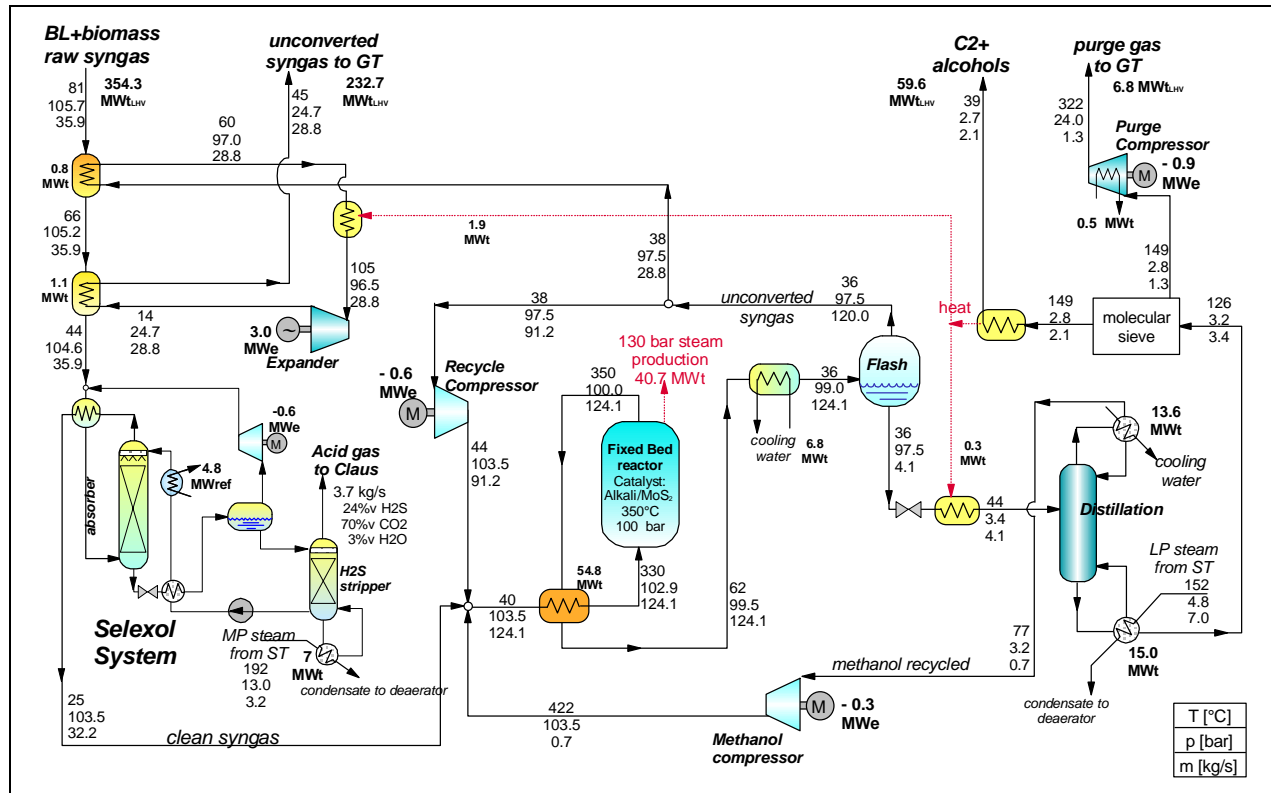 BL+biomass
raw syngas
81
105.7
35.9
354.3
MWtLHV
unconverted
syngas to GT
45
24.7
28.8
232.7
MWtLHV
C2+
alcohols
59.6
MWtLHV
39
2.7
2.1
purge gas
to GT
322
24.0
1.3
6.8 MWtLHV
Purge
Compressor
M
- 0.9
MWe
0.5 MWt
60
97.0
28.8
0.8
MWt
66
105.2
35.9
1.1
MWt
105
96.5
28.8
14
24.7
28.8
3.0
MWe
~
Expander
44
104.6
35.9
1.9
MWt
38
97.5
28.8
36
97.5
120.0
unconverted
syngas
38
97.5
91.2
heat
149
2.8
2.1
149
2.8
1.3
molecular
sieve
126
3.2
3.4
- 0.6
MWe
M
Recycle
Compressor
44
103.5
91.2
130 bar steam
production
40.7 MWt
350
100.0
124.1
Fixed Bed
reactor
Catalyst:
Alkali/MoS2
350°C
100 bar
36
99.0
124.1
cooling
water
6.8
MWt
Flash
36
97.5
4.1
0.3
MWt
44
3.4
4.1
13.6
MWt
cooling
water
Distillation
LP steam
from ST
152
4.8
7.0
15.0
MWt
condensate to
deaerator
-0.6
MWe
M
absorber
4.8
MWref
Acid gas
to Claus
3.7 kg/s
24%v H2S
70%v CO2
3%v H2O
H2S
stripper
Selexol
System
MP steam
from ST
192
13.0
3.2
7
MWt
condensate to deaerator
40
103.5
124.1
54.8
MWt
330
102.9
124.1
62
99.5
124.1
77
3.2
0.7
methanol recycled
M
- 0.3
MWe
Methanol
compressor
422
103.5
0.7
25
103.5
32.2
clean syngas
T [°C]
p [bar]
m [kg/s]